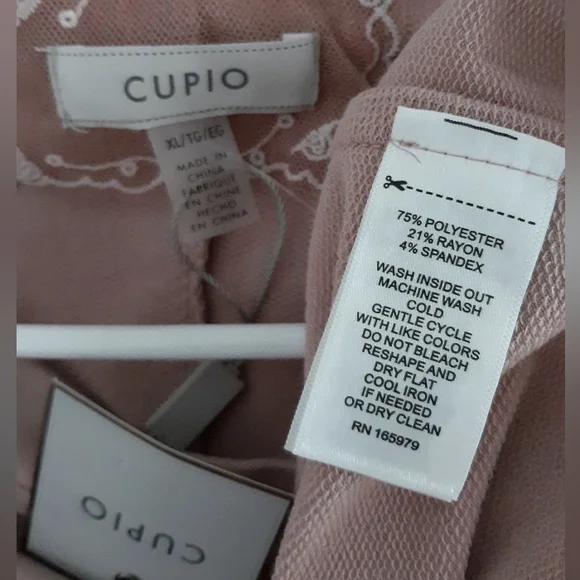 CUPIO
XL/TG/EG
MADE IN
CHINA
FABRIQUE
EN CHINE
HECHO
EN CHINA
75% POLYESTER
21% RAYON
4% SPANDEX
WASH INSIDE OUT
MACHINE WASH
COLD
GENTLE CYCLE
WITH LIKE COLORS
DO NOT BLEACH
RESHAPE AND
DRY FLAT
COOL IRON
IF NEEDED
OR DRY CLEAN
RN 165979
CUPIO